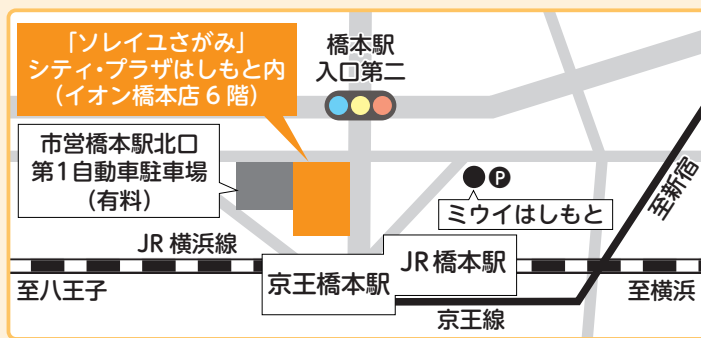 「ソレイユさがみ」
シティ・プラザはしもと内
（イオン橋本店 6 階）
橋本駅
入口第二
市営橋本駅北口
第1自動車駐車場
（有料）
P
ミウイはしもと
至新宿
JR 横浜線
JR 橋本駅
京王橋本駅
至八王子
至横浜
京王線